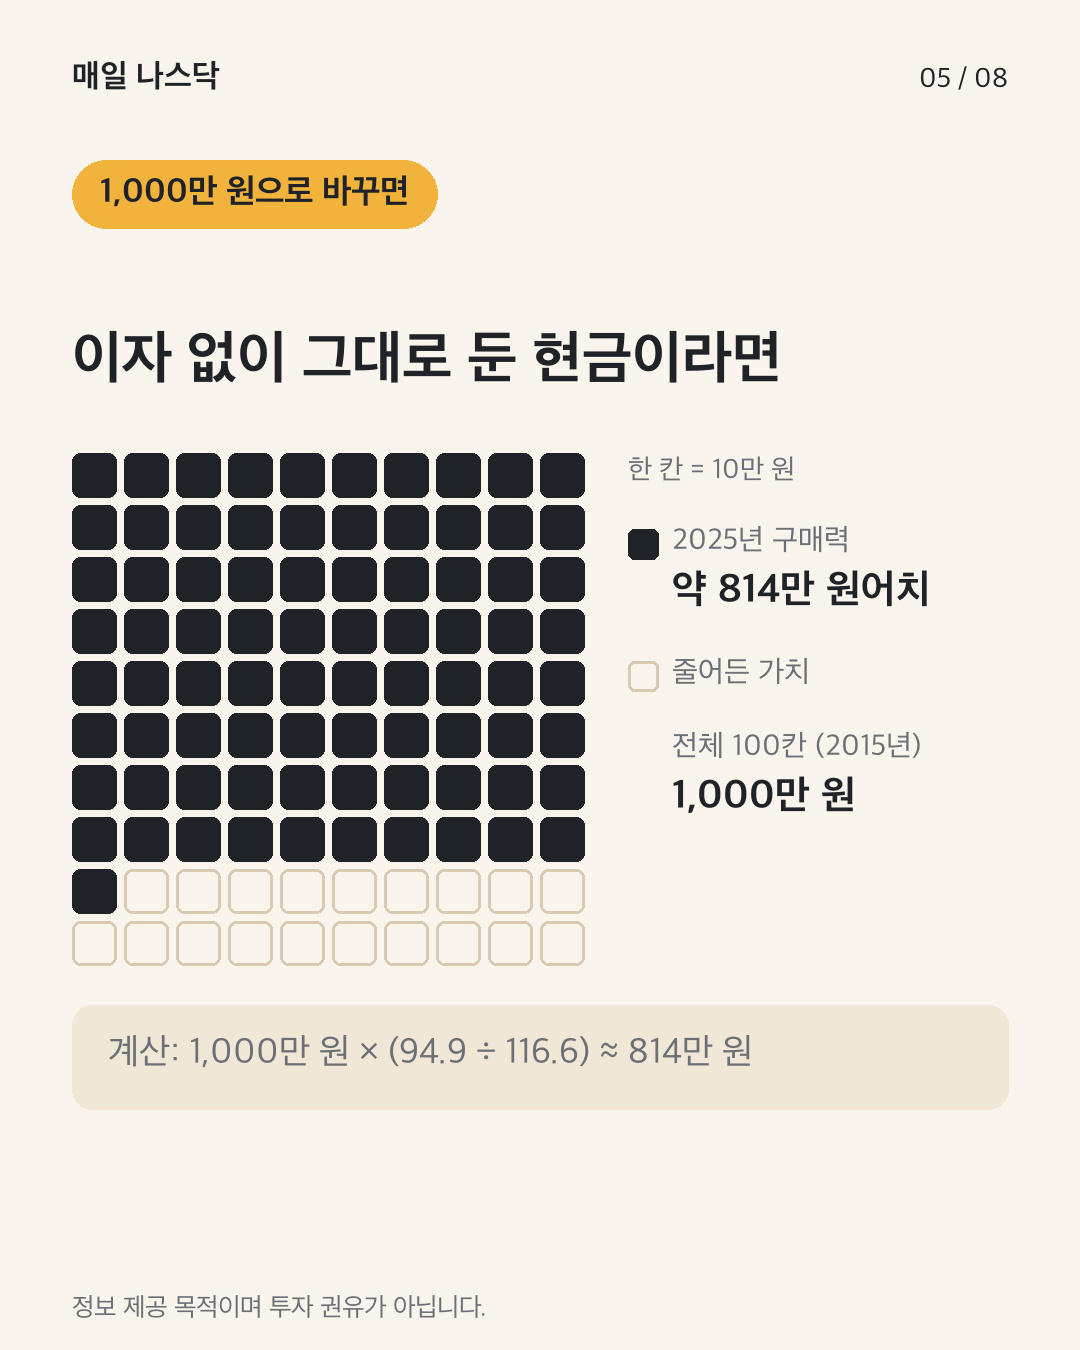 매일 나스닥
05 / 08
1,000만 원으로 바꾸면
이자 없이 그대로 둔 현금이라면
한 칸 = 10만 원
2025년 구매력
약 814만 원어치
줄어든 가치
전체 100칸 (2015년)
1,000만 원
계산: 1,000만 원 × (94.9 ÷ 116.6) ≈ 814만 원
정보 제공 목적이며 투자 권유가 아닙니다.